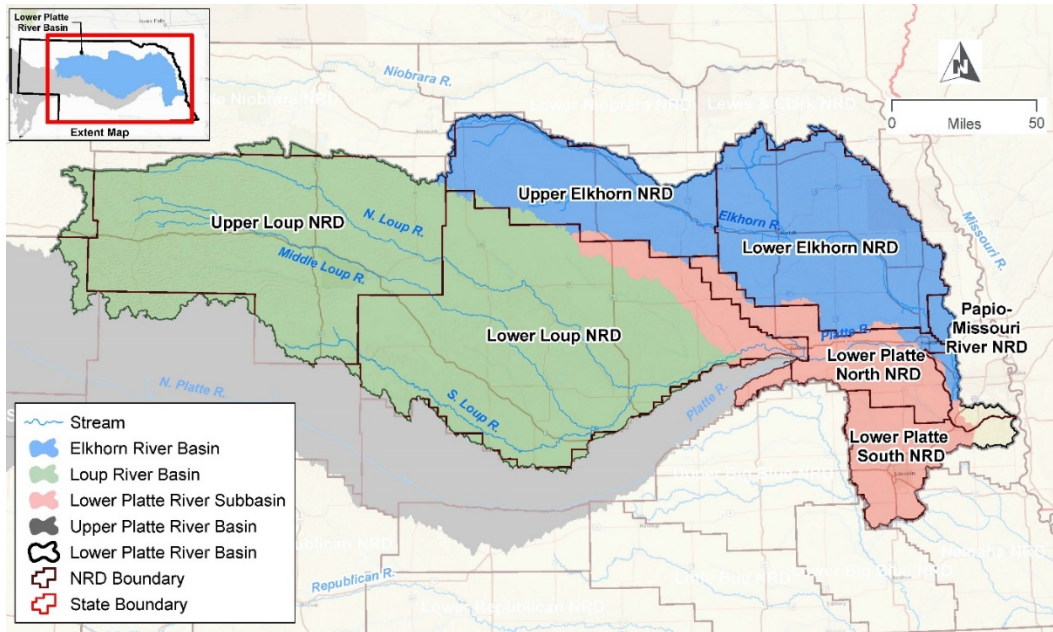 Lower Platte
River Basin
Extent Map
N
50
Miles
Niobrara R.
Lower Niobrara NRD
Lewis & Clark NRD
Upper Elkhorn NRD
Upper Loup NRD
N. Loup R.
Elkhorn R.
Lower Elkhorn NRD
Missouri R.
Middle Loup R.
Lower Loup NRD
Papio-
Missouri
River NRD
Platte R.
Lower Platte
North NRD
N. Platte R.
S. Loup R.
Platte R.
Lower Platte
South NRD
Lincoln
Republican R.
Lower Republican NRD
Nemaha NRD
Stream
Elkhorn River Basin
Loup River Basin
Lower Platte River Subbasin
Upper Platte River Basin
Lower Platte River Basin
NRD Boundary
State Boundary